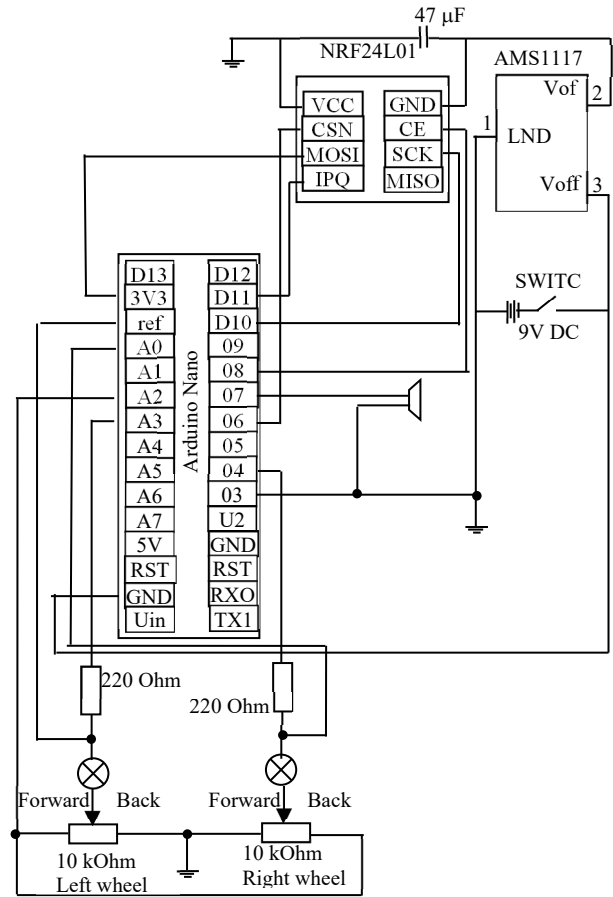 47 µF
NRF24L01
AMS1117
VCC GND
CSN CE
MOSI SCK
IPQ MISO
Vof 2
1 LND
Voff 3
SWITC
9V DC
Arduino Nano
D13 D12
3V3 D11
ref D10
A0 09
A1 08
A2 07
A3 06
A4 05
A5 04
A6 03
A7 U2
5V GND
RST RST
GND RXO
Uin TX1
220 Ohm
220 Ohm
Forward Back
Forward Back
10 kOhm
Left wheel
10 kOhm
Right wheel